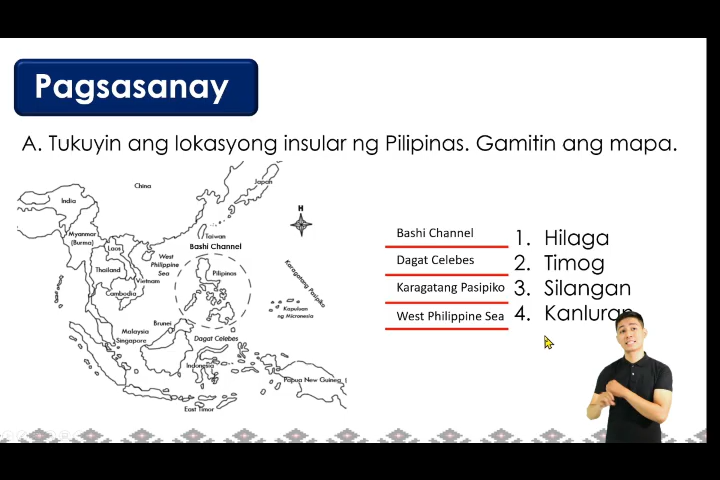 Pagsasanay
A. Tukuyin ang lokasyong insular ng Pilipinas. Gamitin ang mapa.
China
Japan
India
H
Myanmar
(Burma)
Taiwan
Bashi Channel
Laos
West
Philippine
Sea
Thailand
Vietnam
Pilipinas
Karagatang Pasipiko
Cambodia
Kapuluan
ng Micronesia
Brunei
Malaysia
Singapore
Dagat Celebes
Indonesia
Papua New Guinea
East Timor
Bashi Channel 1. Hilaga
Dagat Celebes 2. Timog
Karagatang Pasipiko 3. Silangan
West Philippine Sea 4. Kanluran